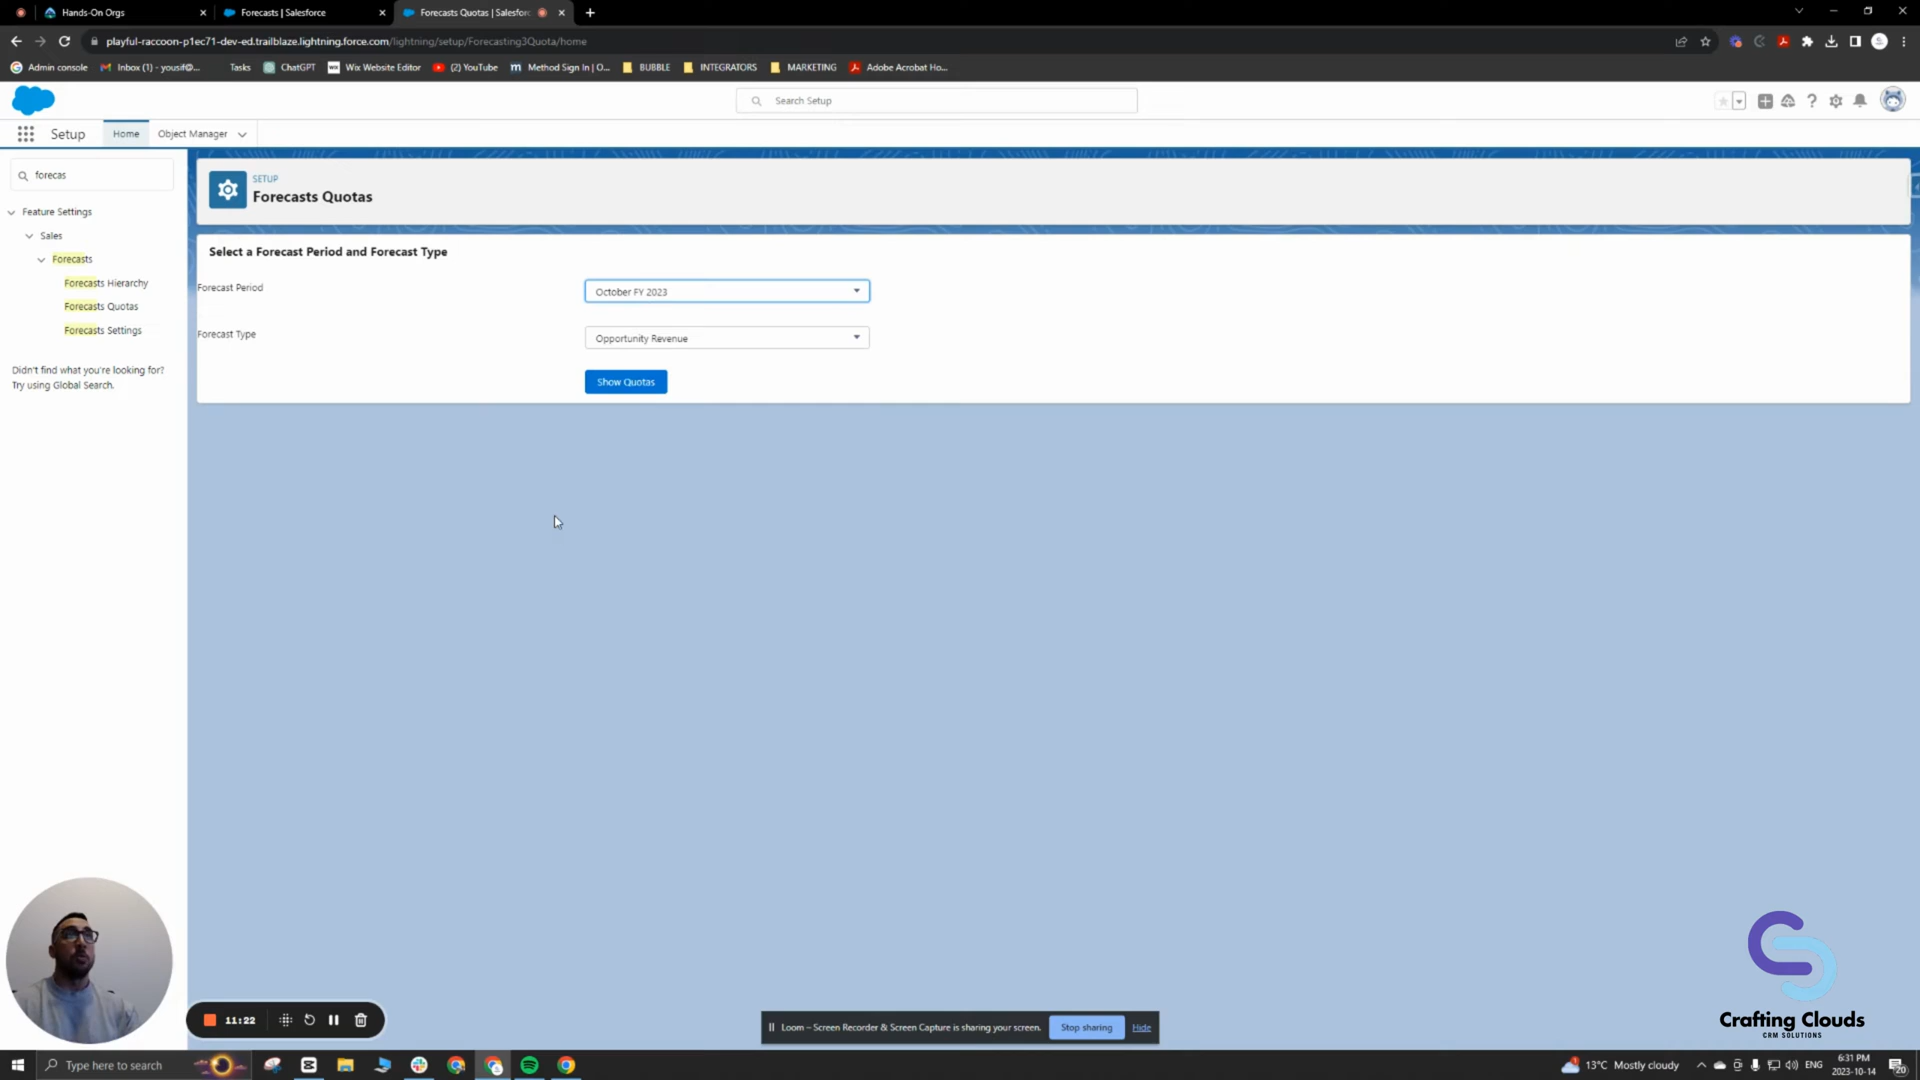 Hands-On Orgs
Forecasts | Salesforce
Forecasts Quotas | Salesforc
playful-raccoon-p1ec71-dev-ed.trailblaze.lightning.force.com/lightning/setup/Forecasting3Quota/home
Admin console
Inbox (1) - yousif@...
Tasks
ChatGPT
Wix Website Editor
(2) YouTube
Method Sign In | O...
BUBBLE
INTEGRATORS
MARKETING
Adobe Acrobat Ho...
Search Setup
Setup
Home
Object Manager
forecas
Feature Settings
Sales
Forecasts
Forecasts Hierarchy
Forecasts Quotas
Forecasts Settings
Didn't find what you're looking for?
Try using Global Search.
SETUP
Forecasts Quotas
Select a Forecast Period and Forecast Type
Forecast Period
October FY 2023
Forecast Type
Opportunity Revenue
Show Quotas
11:22
Loom – Screen Recorder & Screen Capture is sharing your screen.
Stop sharing
Hide
Crafting Clouds
CRM SOLUTIONS
Type here to search
13°C Mostly cloudy
ENG
6:31 PM
2023-10-14
20